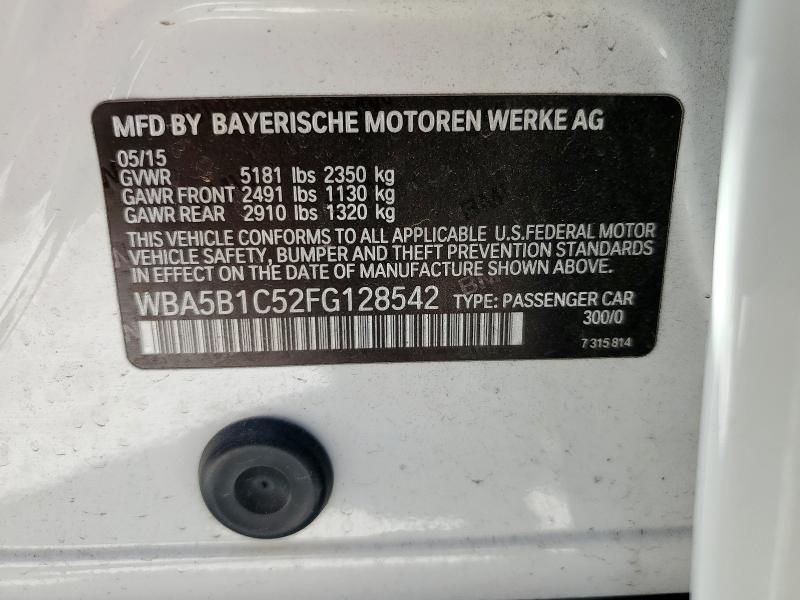 MFD BY BAYERISCHE MOTOREN WERKE AG
05/15
GVWR 5181 lbs 2350 kg
GAWR FRONT 2491 lbs 1130 kg
GAWR REAR 2910 lbs 1320 kg
THIS VEHICLE CONFORMS TO ALL APPLICABLE U.S.FEDERAL MOTOR
VEHICLE SAFETY, BUMPER AND THEFT PREVENTION STANDARDS
IN EFFECT ON THE DATE OF MANUFACTURE SHOWN ABOVE.
WBA5B1C52FG128542 TYPE: PASSENGER CAR
300/0
7 315 814